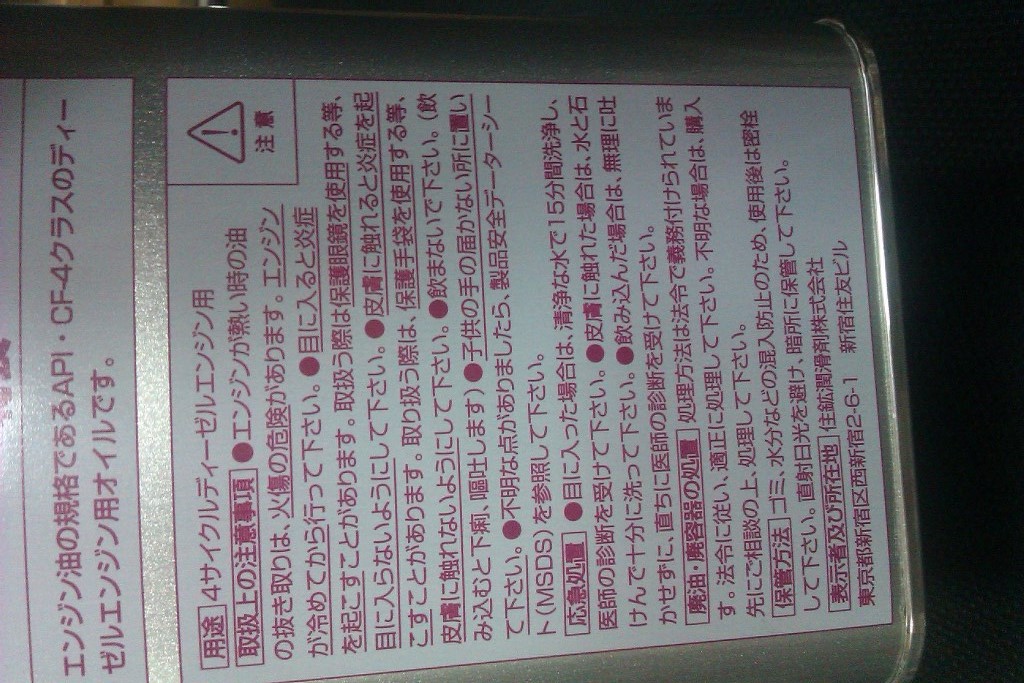 エンジン油の規格であるAPI・CF-4クラスのディー
ゼルエンジン用オイルです。
注意
用途 4サイクルディーゼルエンジン用
取扱上の注意事項 ●エンジンが熱い時の油
の抜き取りは、火傷の危険があります。エンジン
が冷めてから行って下さい。●目に入ると炎症
を起こすことがあります。取扱う際は保護眼鏡を使用する等、
目に入らないようにして下さい。●皮膚に触れると炎症を起
こすことがあります。取り扱う際は、保護手袋を使用する等、
皮膚に触れないようにして下さい。●飲まないで下さい。(飲
み込むと下痢、嘔吐します)●子供の手の届かない所に置い
て下さい。●不明な点がありましたら、製品安全データーシー
ト(MSDS)を参照して下さい。
応急処置 ●目に入った場合は、清浄な水で15分間洗浄し、
医師の診断を受けて下さい。●皮膚に触れた場合は、水と石
けんで十分に洗って下さい。●飲み込んだ場合は、無理に吐
かせずに、直ちに医師の診断を受けて下さい。
廃油・廃容器の処置 処理方法は法令で義務付けられていま
す。法令に従い、適正に処理して下さい。不明な場合は、購入
先にご相談の上、処理して下さい。
保管方法 ゴミ、水分などの混入防止のため、使用後は密栓
して下さい。直射日光を避け、暗所に保管して下さい。
表示者及び所在地 住鉱潤滑剤株式会社
東京都新宿区西新宿2-6-1 新宿住友ビル